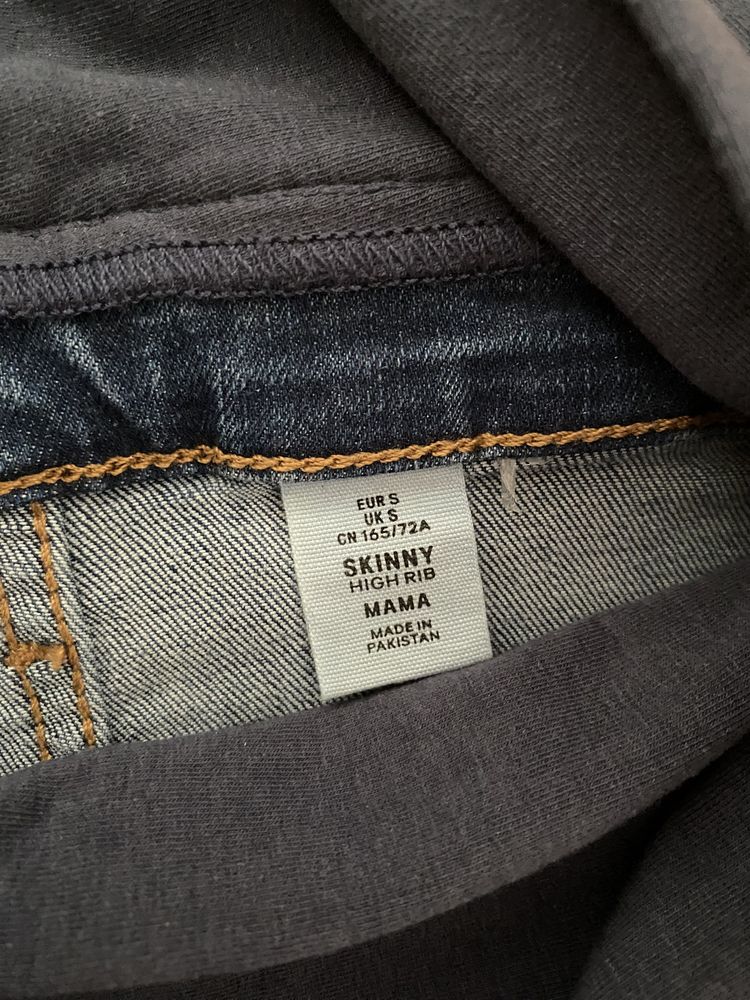 EUR S
UK S
CN 165/72A
SKINNY
HIGH RIB
MAMA
MADE IN
PAKISTAN